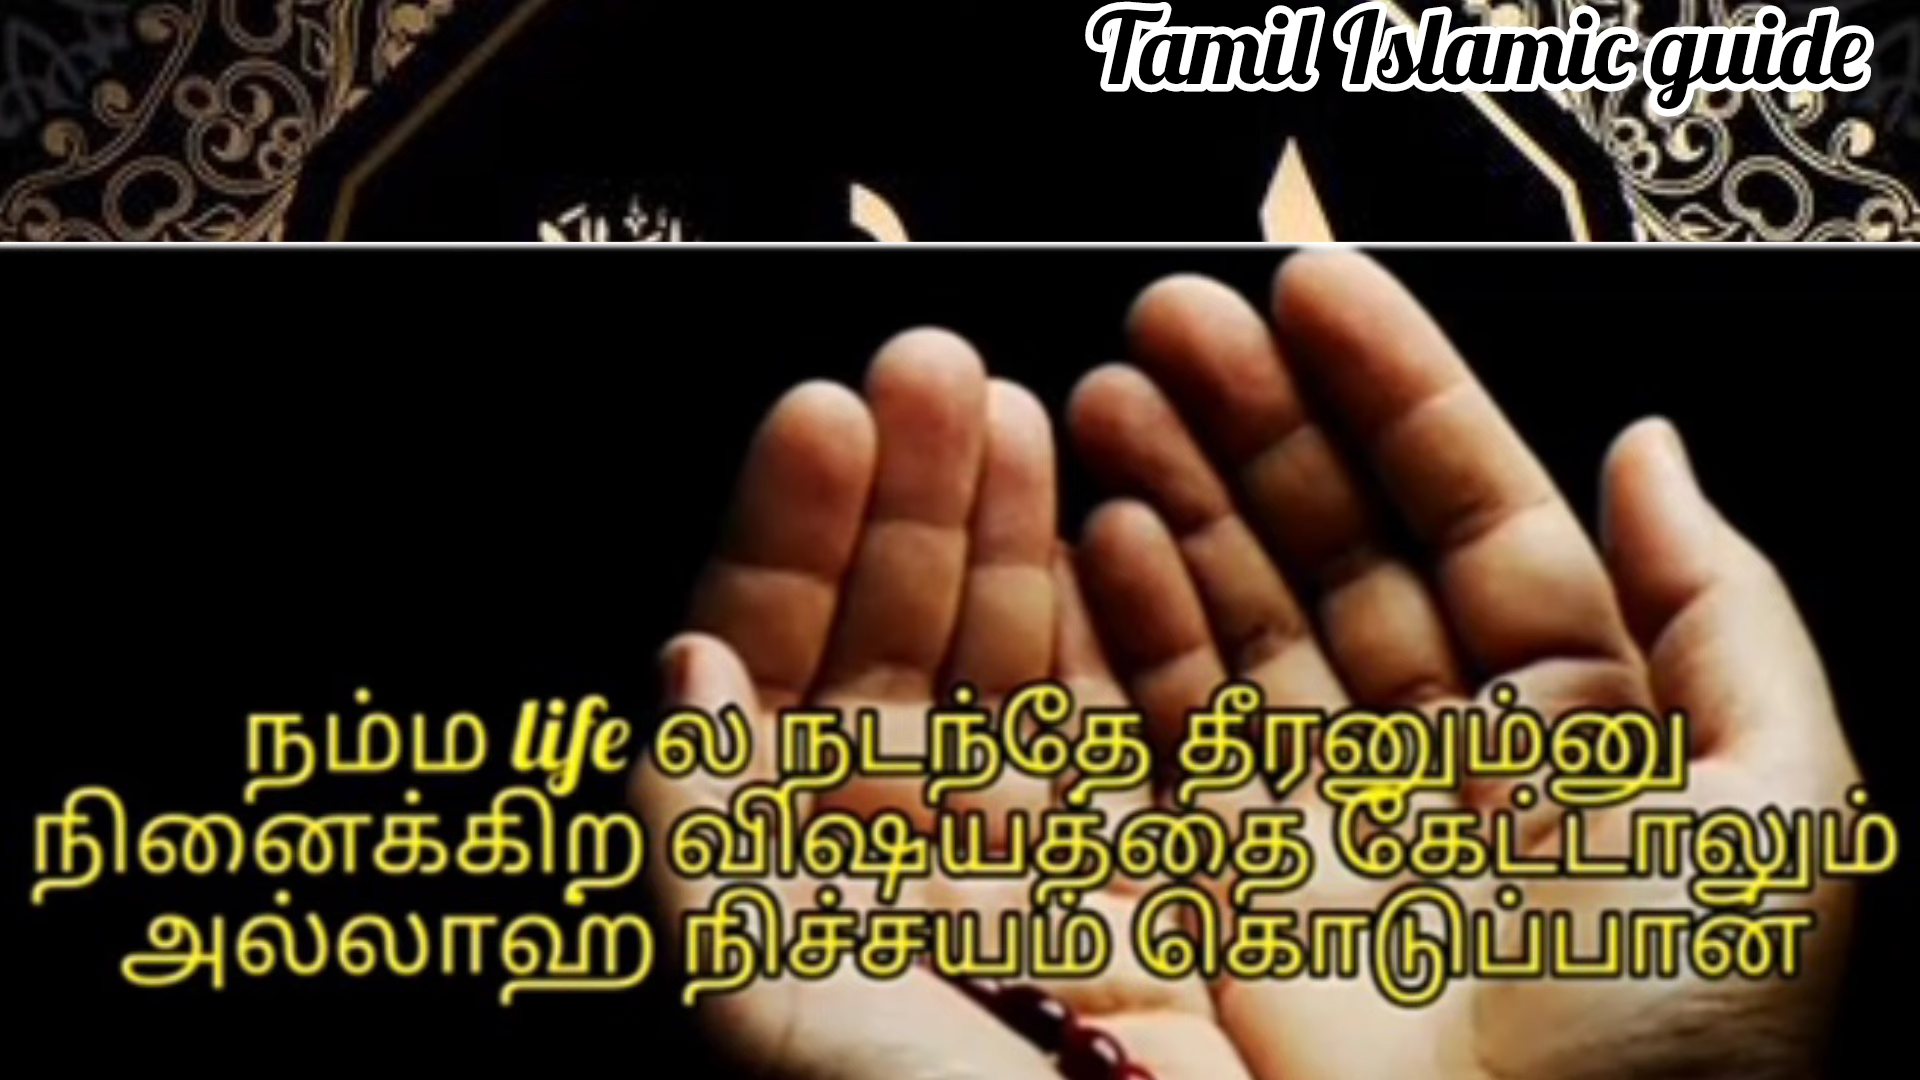 Tamil Islamic guide
நம்ம life ல நடந்தே தீரனும்னு
நினைக்கிற விஷயத்தை கேட்டாலும்
அல்லாஹ் நிச்சயம் கொடுப்பான்